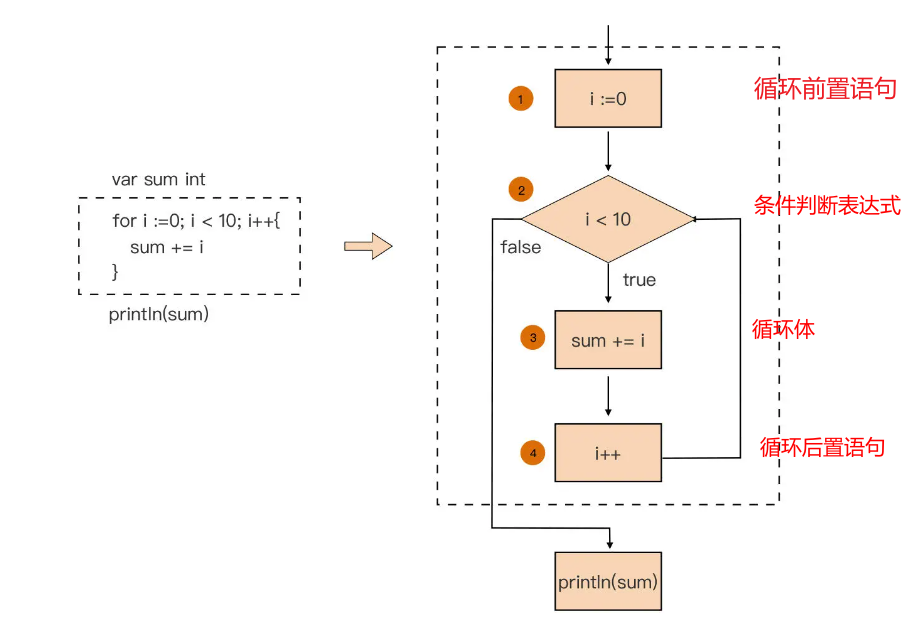 var sum int
for i :=0; i < 10; i++{
sum += i
}
println(sum)
1
i :=0
循环前置语句
2
i < 10
条件判断表达式
false
true
3
sum += i
循环体
4
i++
循环后置语句
println(sum)